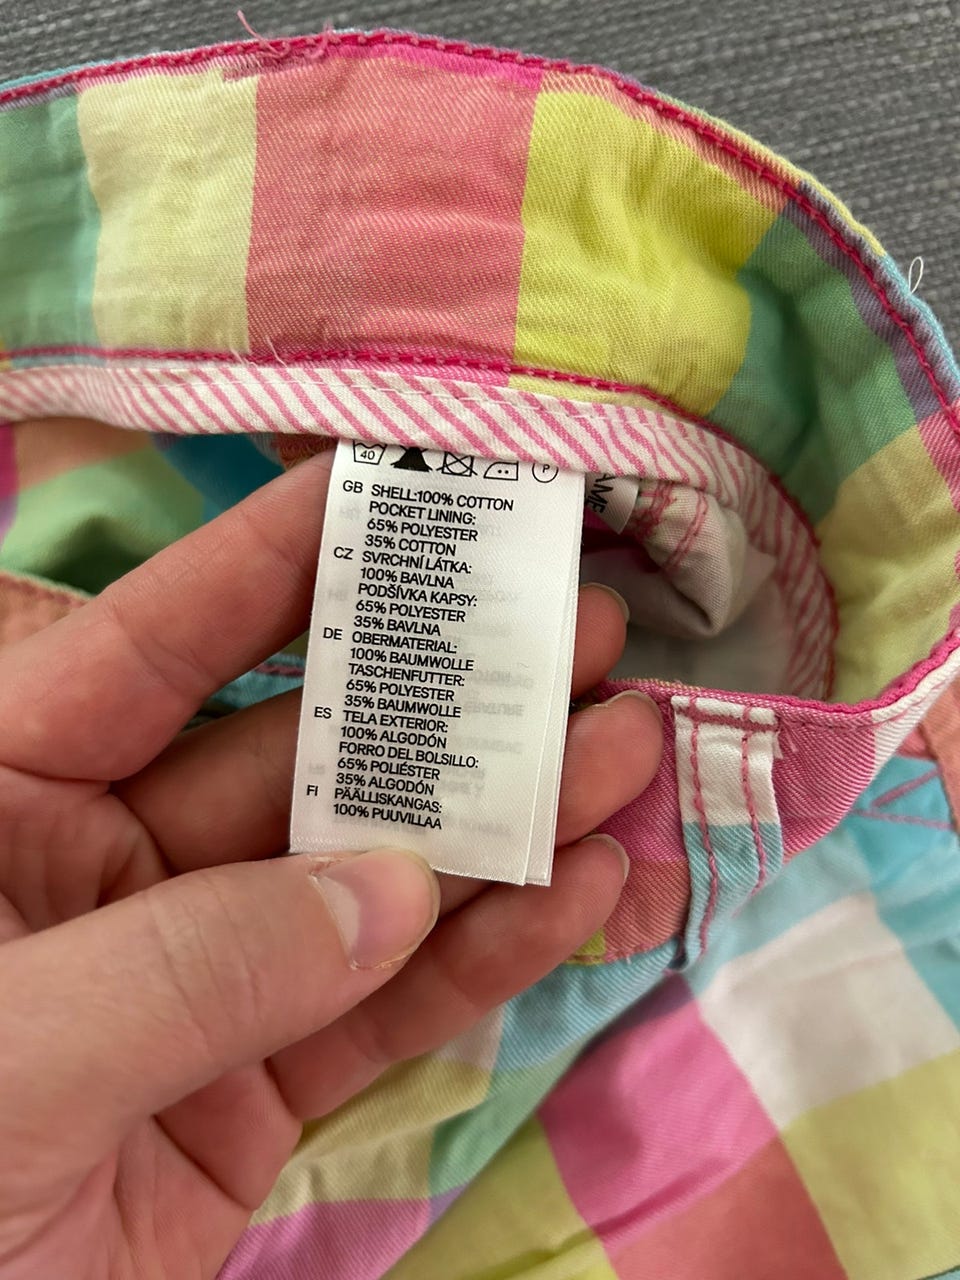 40 P
GB SHELL:100% COTTON
POCKET LINING:
65% POLYESTER
35% COTTON
CZ SVRCHNÍ LÁTKA:
100% BAVLNA
PODŠÍVKA KAPSY:
65% POLYESTER
35% BAVLNA
DE OBERMATERIAL:
100% BAUMWOLLE
TASCHENFUTTER:
65% POLYESTER
35% BAUMWOLLE
ES TELA EXTERIOR:
100% ALGODÓN
FORRO DEL BOLSILLO:
65% POLIÉSTER
35% ALGODÓN
FI PÄÄLLISKANGAS:
100% PUUVILLAA